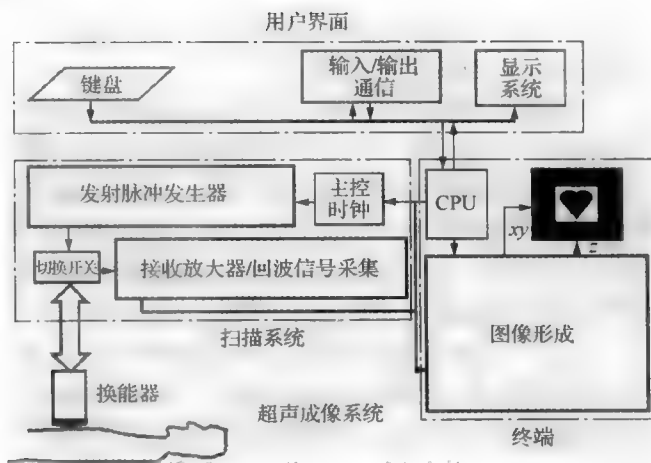 用户界面
键盘
输入/输出
通信
显示
系统
发射脉冲发生器
主控
时钟
CPU
xy
z
切换开关
接收放大器/回波信号采集
图像形成
扫描系统
换能器
超声成像系统
终端